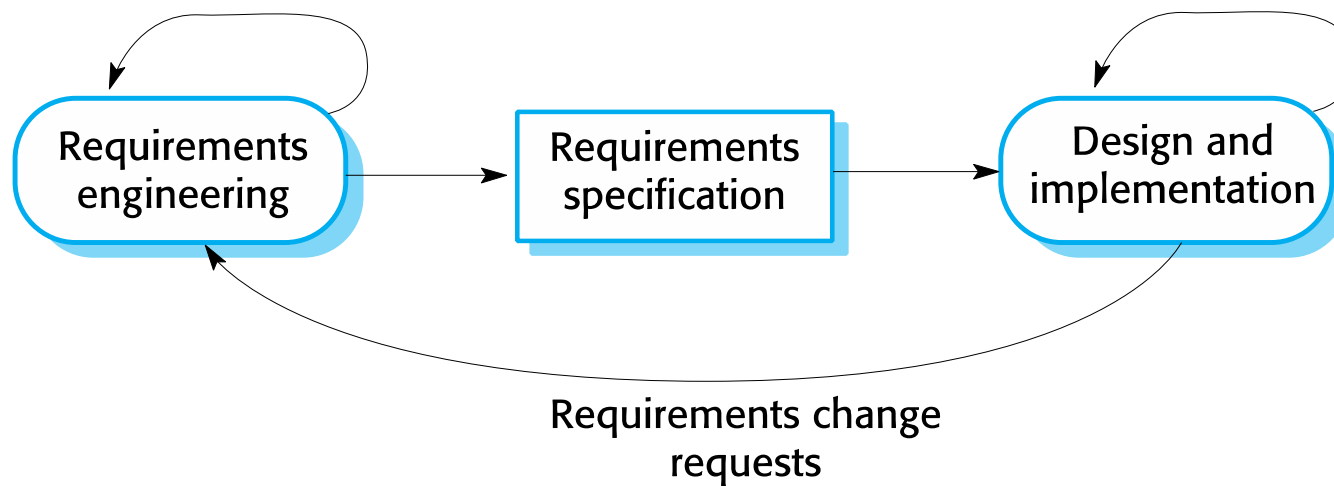 Requirements
engineering
Requirements
specification
Design and
implementation
Requirements change
requests